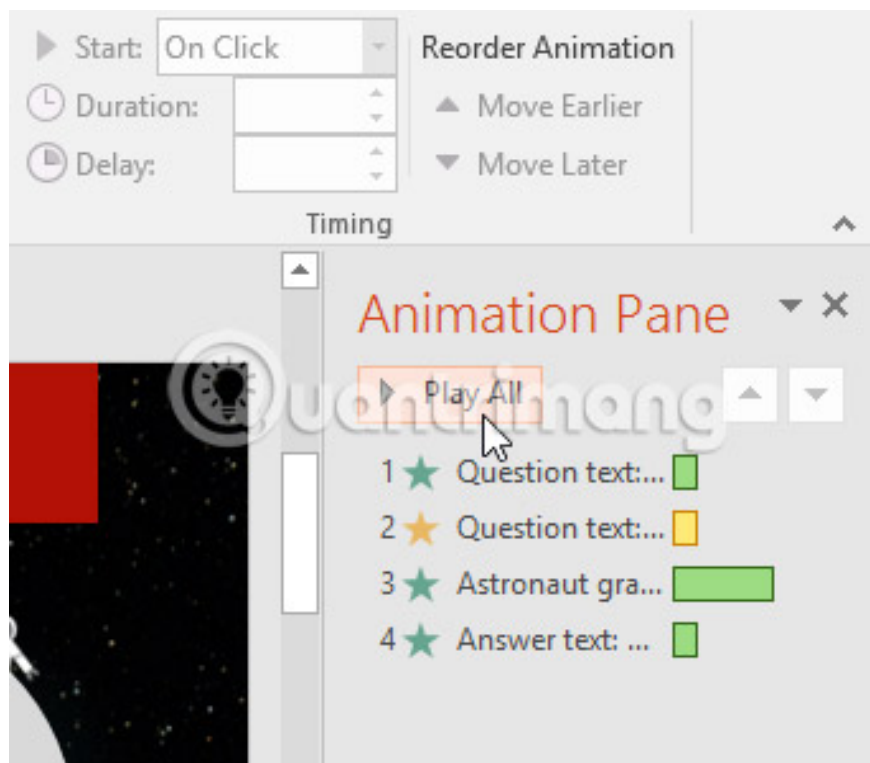 Start: On Click
Reorder Animation
Duration:
Move Earlier
Delay:
Move Later
Timing
Animation Pane
Play All
Quantrimang
1 Question text:...
2 Question text:...
3 Astronaut gra...
4 Answer text: ...